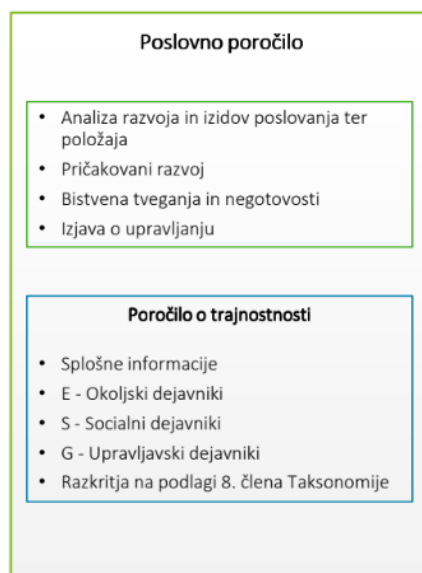 Poslovno poročilo
• Analiza razvoja in izidov poslovanja ter
položaja
• Pričakovani razvoj
• Bistvena tveganja in negotovosti
• Izjava o upravljanju
Poročilo o trajnostnosti
• Splošne informacije
• E - Okoljski dejavniki
• S - Socialni dejavniki
• G - Upravljavski dejavniki
• Razkritja na podlagi 8. člena Taksonomije